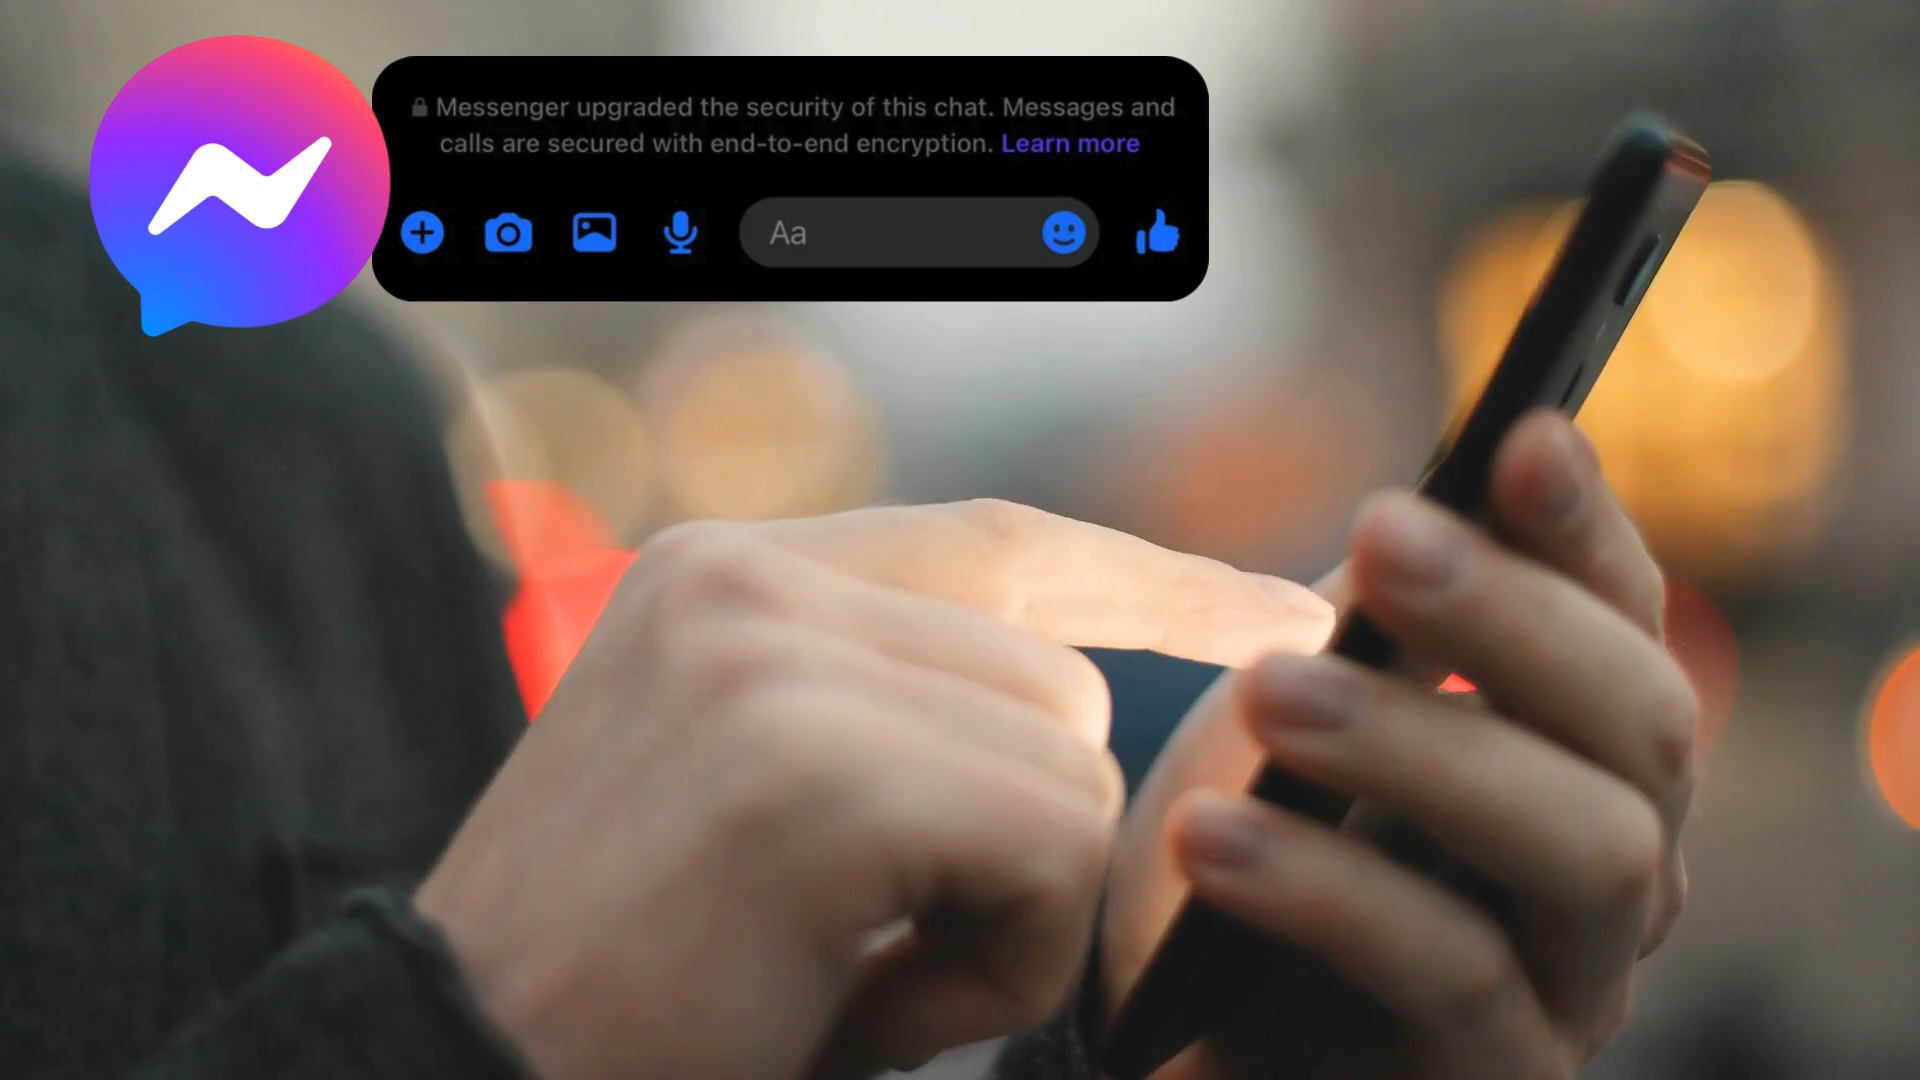 Messenger upgraded the security of this chat. Messages and
calls are secured with end-to-end encryption. Learn more
Aa